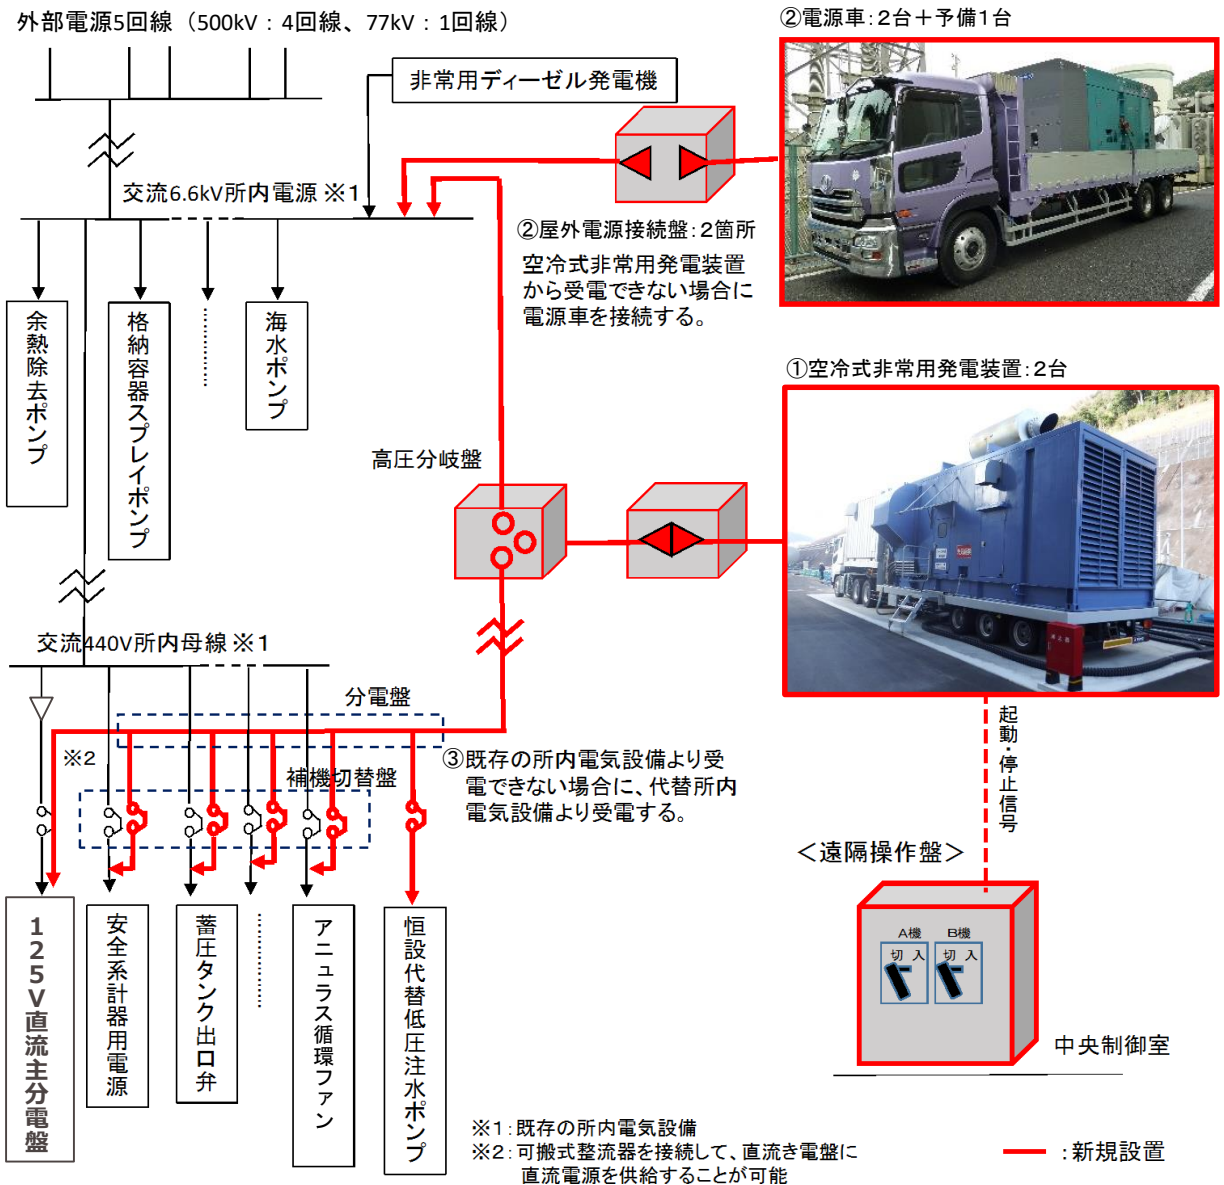 外部電源5回線（500kV：4回線、77kV：1回線）
②電源車：2台＋予備1台
非常用ディーゼル発電機
交流6.6kV所内電源 ※1
②屋外電源接続盤：2箇所
空冷式非常用発電装置
から受電できない場合に
電源車を接続する。
余熱除去ポンプ
格納容器スプレイポンプ
海水ポンプ
①空冷式非常用発電装置：2台
高圧分岐盤
交流440V所内母線 ※1
分電盤
※2
補機切替盤
③既存の所内電気設備より受
電できない場合に、代替所内
電気設備より受電する。
起動・停止信号
＜遠隔操作盤＞
A機 B機
切 入 切 入
中央制御室
125V直流主分電盤
安全系計器用電源
蓄圧タンク出口弁
アニュラス循環ファン
恒設代替低圧注水ポンプ
※1：既存の所内電気設備
※2：可搬式整流器を接続して、直流き電盤に
直流電源を供給することが可能
：新規設置